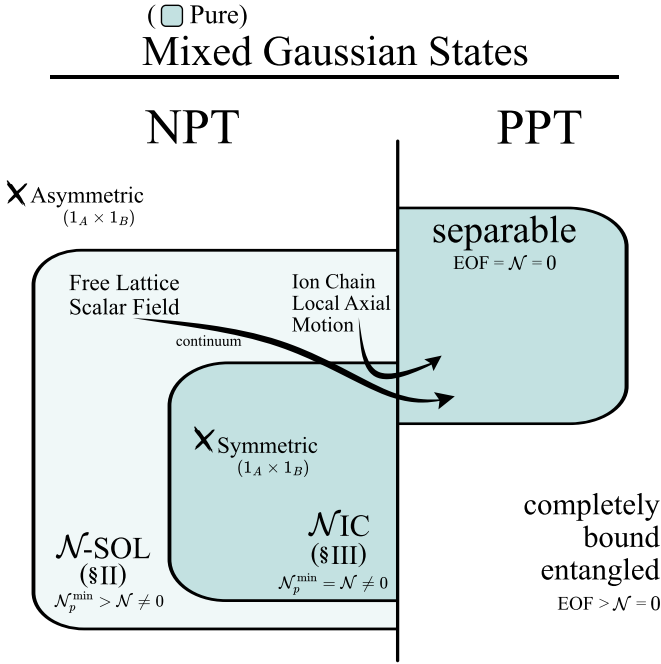 ( Pure)
Mixed Gaussian States
NPT
PPT
Asymmetric
(1_A × 1_B)
separable
EOF = 𝒩 = 0
Free Lattice
Scalar Field
continuum
Ion Chain
Local Axial
Motion
Symmetric
(1_A × 1_B)
𝒩-SOL
(§II)
𝒩_p^min > 𝒩 ≠ 0
𝒩IC
(§III)
𝒩_p^min = 𝒩 ≠ 0
completely
bound
entangled
EOF > 𝒩 = 0